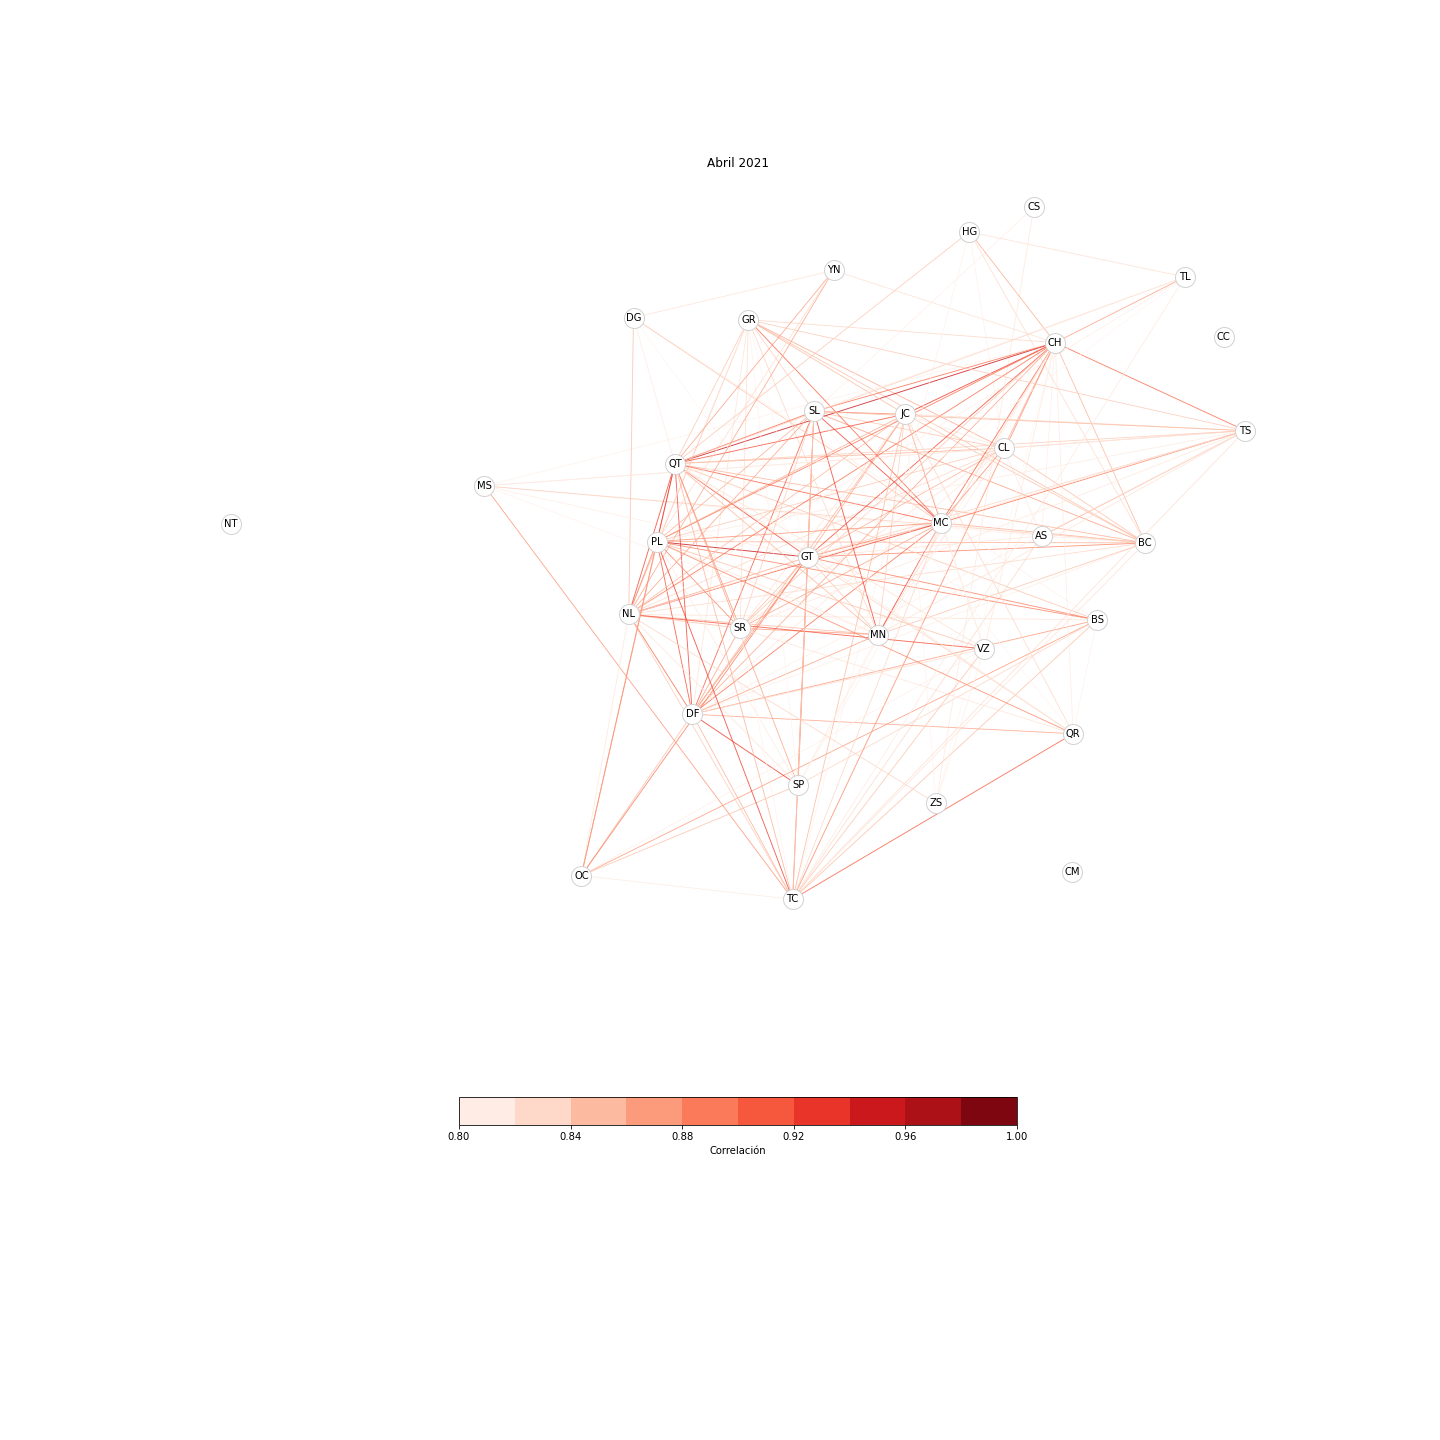 Abril 2021
CS
HG
YN
TL
DG
GR
CC
CH
SL
JC
TS
CL
QT
MS
NT
MC
AS
PL
BC
GT
NL
BS
SR
MN
VZ
DF
QR
SP
ZS
CM
OC
TC
0.80 0.84 0.88 0.92 0.96 1.00
Correlación